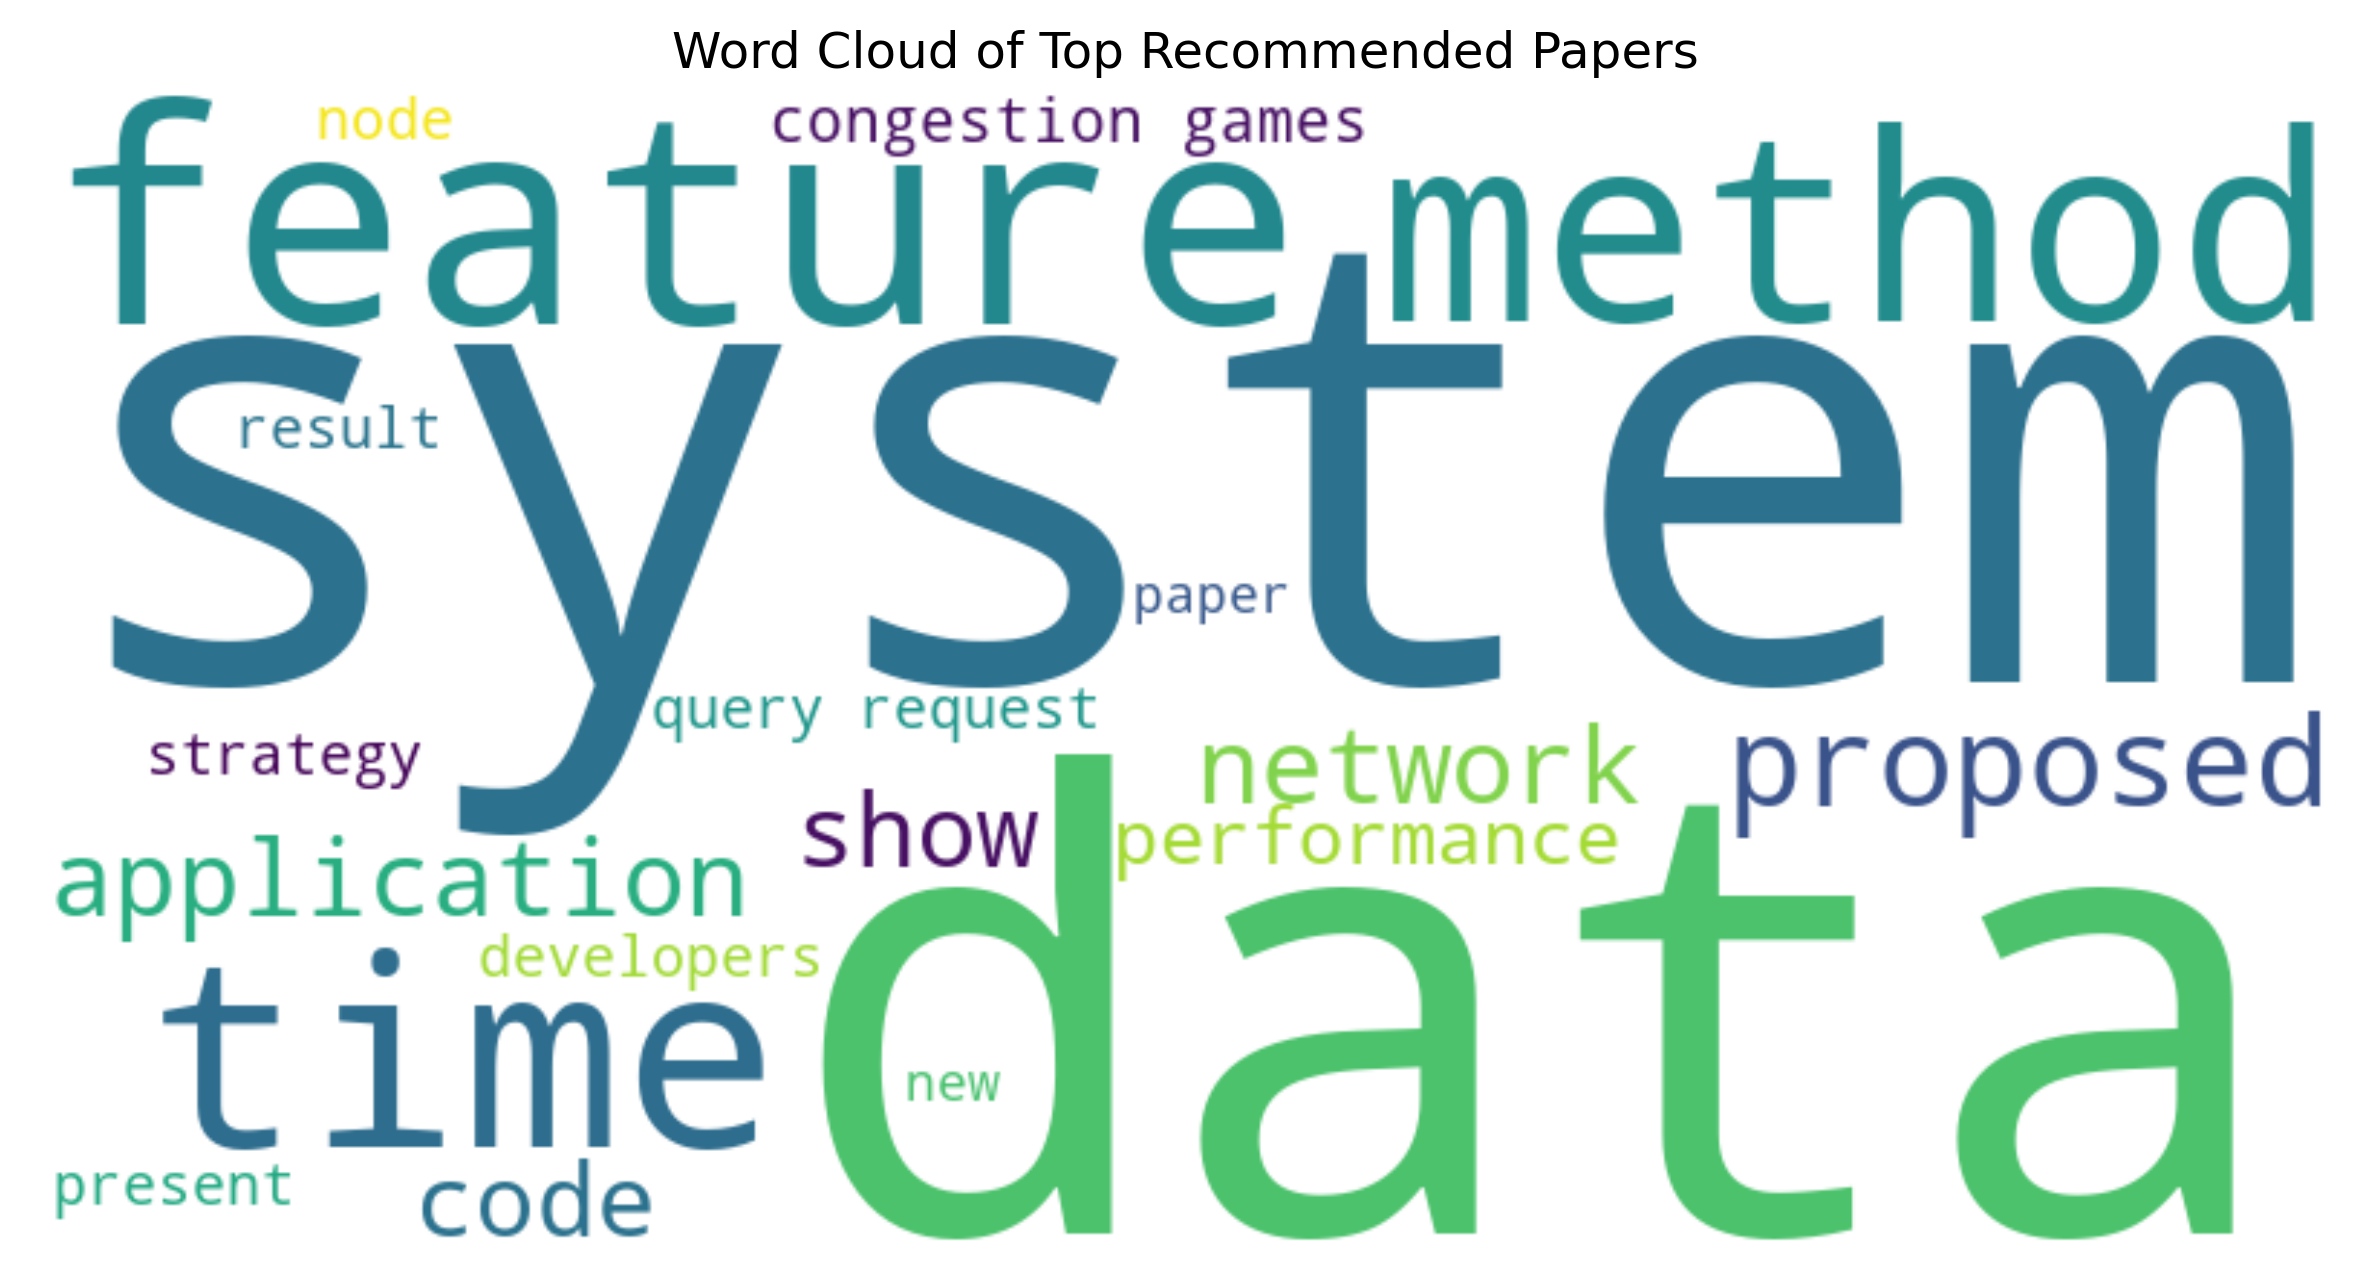 Word Cloud of Top Recommended Papers
node
congestion games
feature
method
system
result
paper
query request
strategy
network
proposed
show
performance
application
developers
time
data
new
present
code